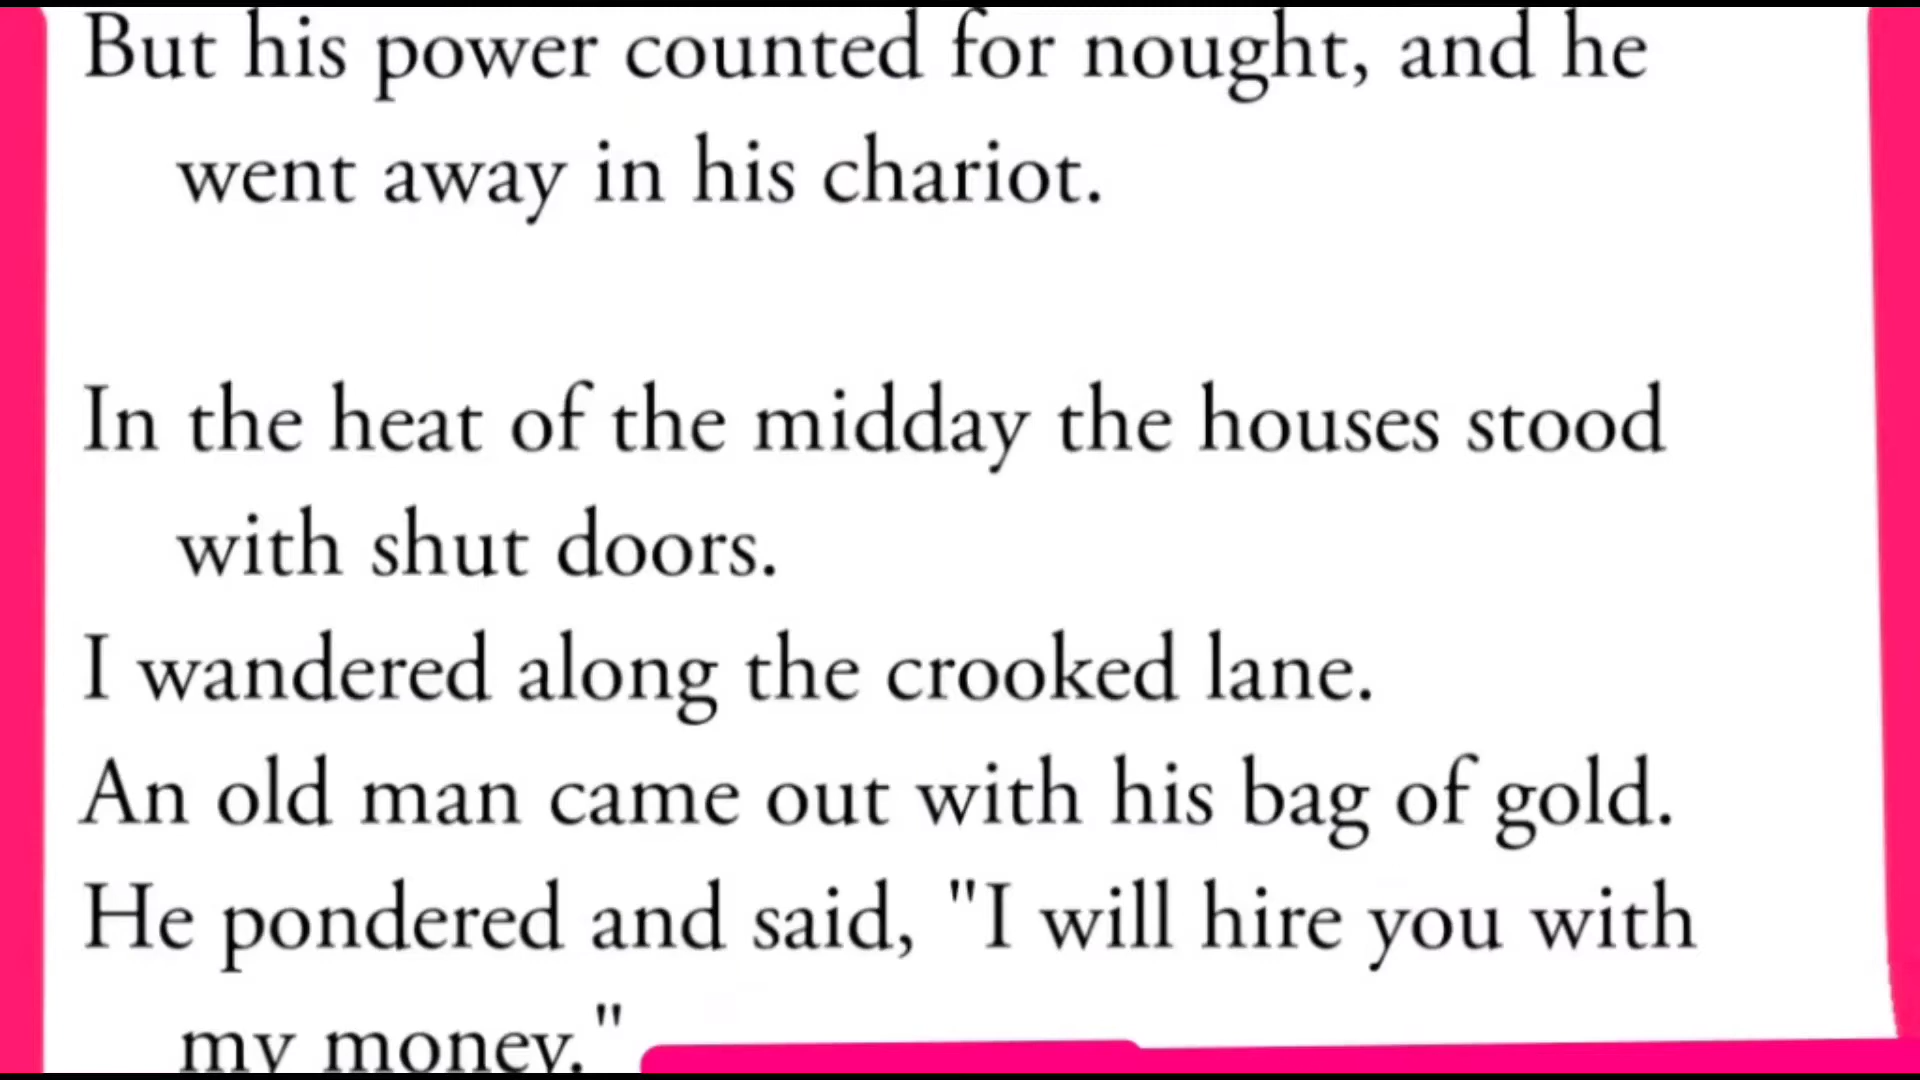 But his power counted for nought, and he
went away in his chariot.
In the heat of the midday the houses stood
with shut doors.
I wandered along the crooked lane.
An old man came out with his bag of gold.
He pondered and said, "I will hire you with
my money."